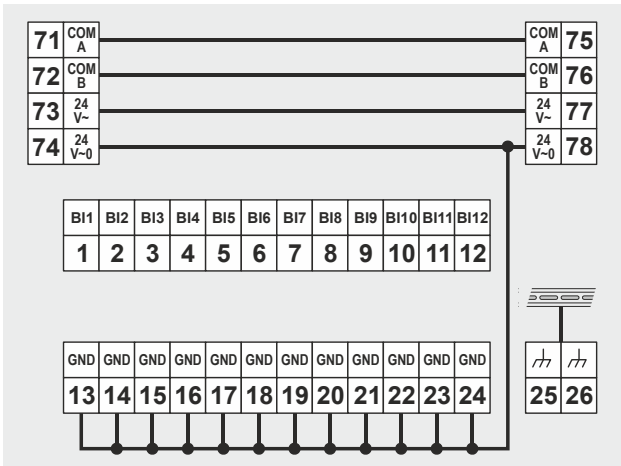 71 COM A COM A 75
72 COM B COM B 76
73 24 V~ 24 V~ 77
74 24 V~0 24 V~0 78
BI1 BI2 BI3 BI4 BI5 BI6 BI7 BI8 BI9 BI10 BI11 BI12
1 2 3 4 5 6 7 8 9 10 11 12
GND GND GND GND GND GND GND GND GND GND GND GND
13 14 15 16 17 18 19 20 21 22 23 24 25 26